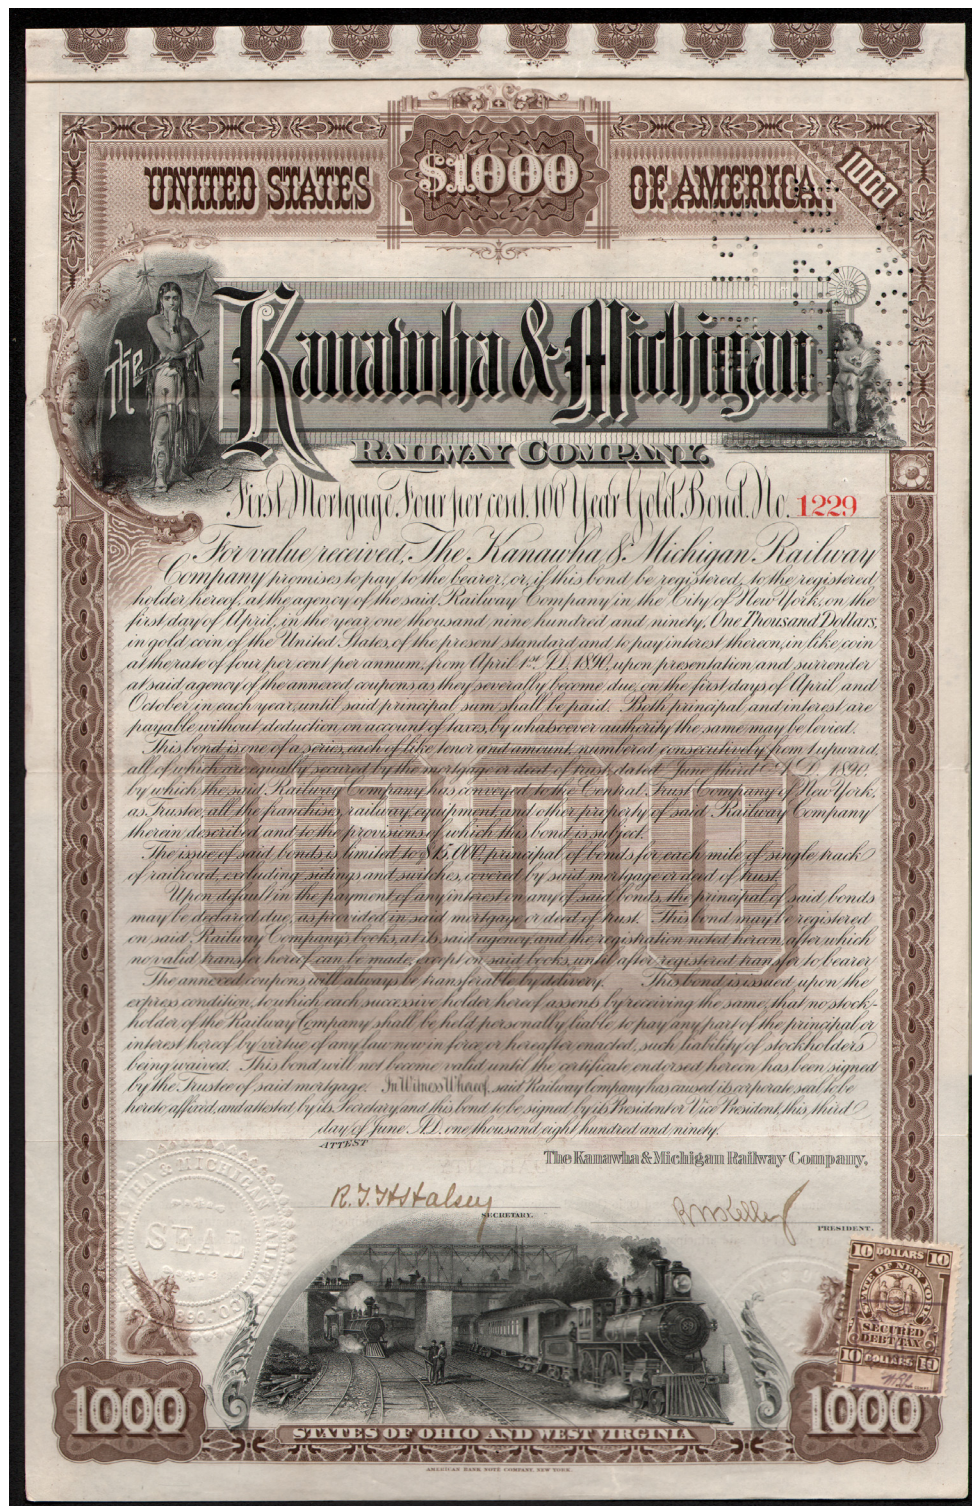 UNITED STATES $1000 OF AMERICA 1000
The Kanawha & Michigan
RAILWAY COMPANY.
First Mortgage Four per cent. 100 Year Gold Bond. No. 1229
For value received, The Kanawha & Michigan Railway
Company promises to pay to the bearer, or, if this bond be registered, to the registered
holder hereof, at the agency of the said Railway Company in the City of New York, on the
first day of April, in the year one thousand nine hundred and ninety, One Thousand Dollars,
in gold coin of the United States, of the present standard and to pay interest thereon, in like coin
at the rate of four per cent per annum, from April 1st A.D. 1890, upon presentation and surrender
at said agency of the annexed coupons as they severally become due, on the first days of April and
October in each year, until said principal sum shall be paid. Both principal and interest are
payable without deduction on account of taxes, by whatsoever authority the same may be levied.
This bond is one of a series, each of like tenor and amount, numbered consecutively from 1 upward,
all of which are equally secured by the mortgage or deed of trust, dated June third A.D. 1890,
by which the said Railway Company has conveyed to the Central Trust Company of New York,
as Trustee, all the franchises, railway, equipment, and other property of said Railway Company
therein described and to the provisions of which this bond is subject.
The issue of said bonds is limited to $15,000 principal of bonds for each mile of single track
of railroad, excluding sidings and switches, covered by said mortgage or deed of trust.
Upon default in the payment of any interest on any of said bonds, the principal of said bonds
may be declared due, as provided in said mortgage or deed of trust. This bond may be registered
on said Railway Company's books, at its said agency and the registration noted hereon, after which
no valid transfer hereof can be made, except on said books, until after registered transfer to bearer
The annexed coupons will always be transferable by delivery. This bond is issued upon the
express condition, to which each successive holder hereof assents by receiving the same, that no stock-
holder of the Railway Company shall be held personally liable to pay any part of the principal or
interest hereof by virtue of any law now in force or hereafter enacted, such liability of stockholders
being waived. This bond will not become valid until the certificate endorsed hereon has been signed
by the Trustee of said mortgage. In Witness Whereof, said Railway Company has caused its corporate seal to be
hereto affixed, and attested by its Secretary and this bond to be signed by its President or Vice President, this third
day of June A.D. one thousand eight hundred and ninety.
ATTEST
The Kanawha & Michigan Railway Company.
R.T.H. Halsey
SECRETARY.
PRESIDENT.
SEAL
10 DOLLARS 10
STATE OF NEW YORK
SECURED
DEBT TAX
10 DOLLARS 10
1000
1000
STATES OF OHIO AND WEST VIRGINIA
AMERICAN BANK NOTE COMPANY, NEW YORK.